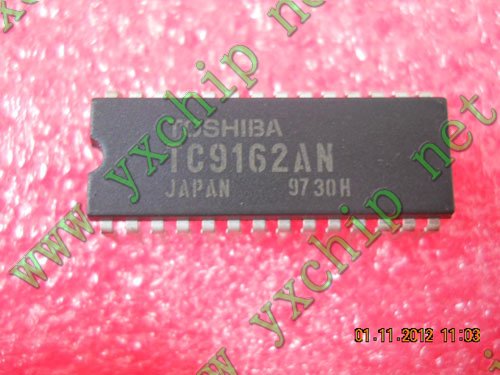 TOSHIBA
TC9162AN
JAPAN 9730H
www yxchip net
www yxchip net
www yxchip net
01.11.2012 11:03